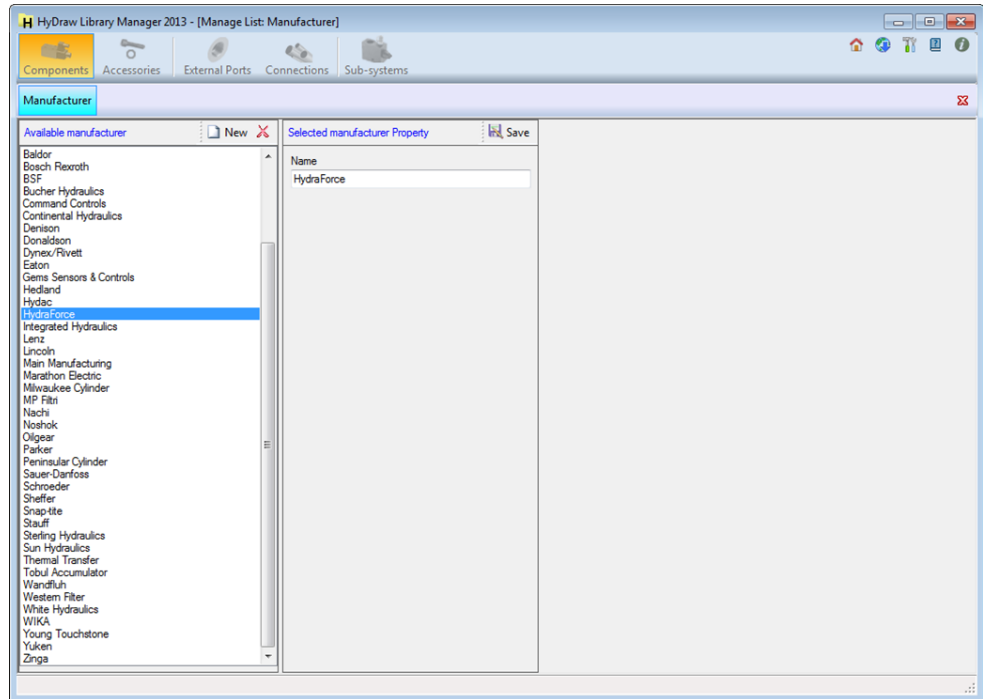 HyDraw Library Manager 2013 - [Manage List: Manufacturer]
Components Accessories External Ports Connections Sub-systems
Manufacturer
Available manufacturer New Selected manufacturer Property Save
Name
HydraForce
Baldor
Bosch Rexroth
BSF
Bucher Hydraulics
Command Controls
Continental Hydraulics
Denison
Donaldson
Dynex/Rivett
Eaton
Gems Sensors & Controls
Hedland
Hydac
HydraForce
Integrated Hydraulics
Lenz
Lincoln
Main Manufacturing
Marathon Electric
Milwaukee Cylinder
MP Filtri
Nachi
Noshok
Oilgear
Parker
Peninsular Cylinder
Sauer-Danfoss
Schroeder
Sheffer
Snap-tite
Stauff
Sterling Hydraulics
Sun Hydraulics
Thermal Transfer
Tobul Accumulator
Wandfluh
Western Filter
White Hydraulics
WIKA
Young Touchstone
Yuken
Zinga